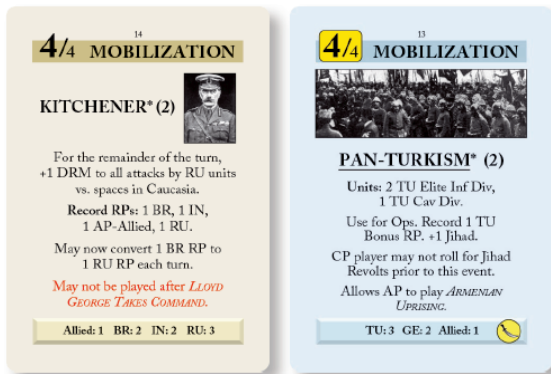 14
4/4 MOBILIZATION
KITCHENER* (2)
For the remainder of the turn,
+1 DRM to all attacks by RU units
vs. spaces in Caucasia.
Record RPs: 1 BR, 1 IN,
1 AP-Allied, 1 RU.
May now convert 1 BR RP to
1 RU RP each turn.
May not be played after LLOYD
GEORGE TAKES COMMAND.
Allied: 1 BR: 2 IN: 2 RU: 3
13
4/4 MOBILIZATION
PAN-TURKISM* (2)
Units: 2 TU Elite Inf Div,
1 TU Cav Div.
Use for Ops. Record 1 TU
Bonus RP. +1 Jihad.
CP player may not roll for Jihad
Revolts prior to this event.
Allows AP to play ARMENIAN
UPRISING.
TU: 3 GE: 2 Allied: 1